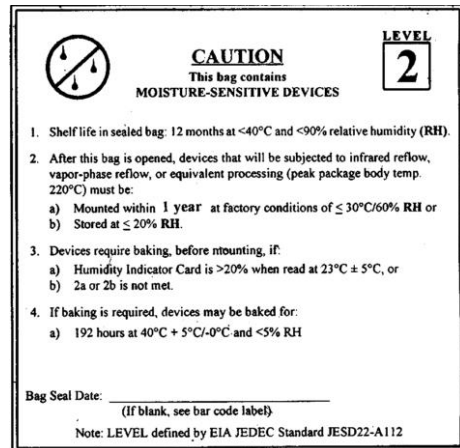 LEVEL
2
CAUTION
This bag contains
MOISTURE-SENSITIVE DEVICES
1. Shelf life in sealed bag: 12 months at <40°C and <90% relative humidity (RH).
2. After this bag is opened, devices that will be subjected to infrared reflow,
vapor-phase reflow, or equivalent processing (peak package body temp.
220°C) must be:
a) Mounted within 1 year at factory conditions of ≤ 30°C/60% RH or
b) Stored at ≤ 20% RH.
3. Devices require baking, before mounting, if:
a) Humidity Indicator Card is >20% when read at 23°C ± 5°C, or
b) 2a or 2b is not met.
4. If baking is required, devices may be baked for:
a) 192 hours at 40°C + 5°C/-0°C and <5% RH
Bag Seal Date: ____________________
(If blank, see bar code label)
Note: LEVEL defined by EIA JEDEC Standard JESD22-A112